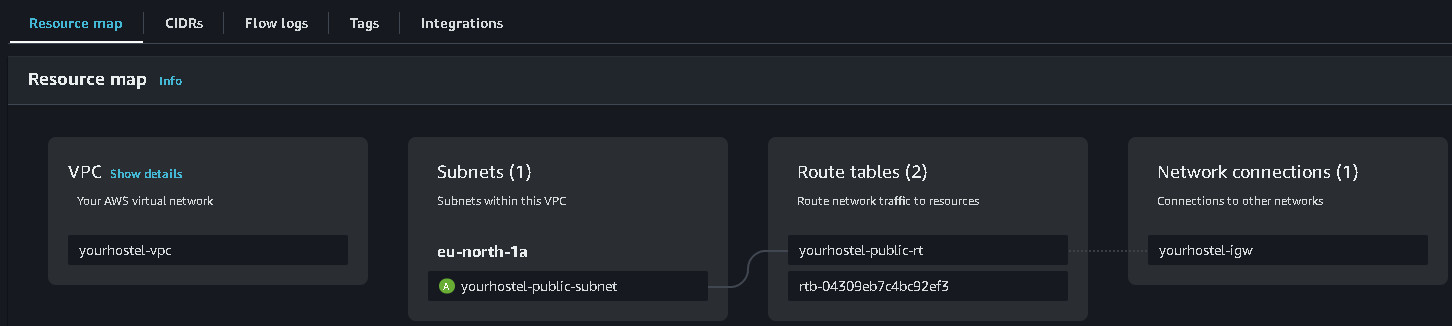 Resource map CIDRs Flow logs Tags Integrations
Resource map Info
VPC Show details
Your AWS virtual network
yourhostel-vpc
Subnets (1)
Subnets within this VPC
eu-north-1a
A yourhostel-public-subnet
Route tables (2)
Route network traffic to resources
yourhostel-public-rt
rtb-04309eb7c4bc92ef3
Network connections (1)
Connections to other networks
yourhostel-igw